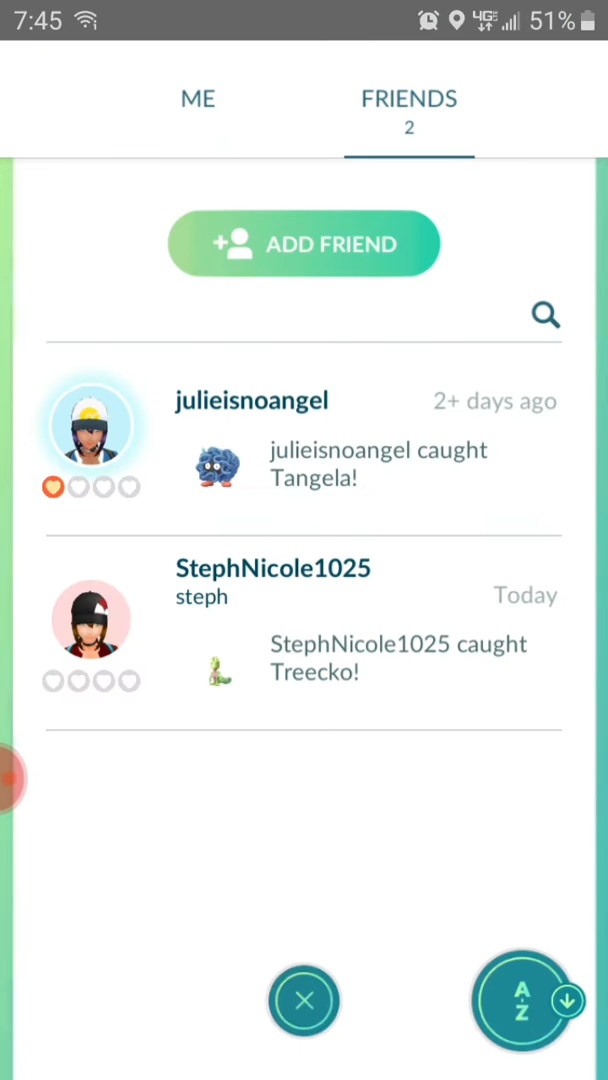 7:45 4GE 51%
ME
FRIENDS
2
ADD FRIEND
julieisnoangel 2+ days ago
julieisnoangel caught
Tangela!
StephNicole1025
steph Today
StephNicole1025 caught
Treecko!
A
Z